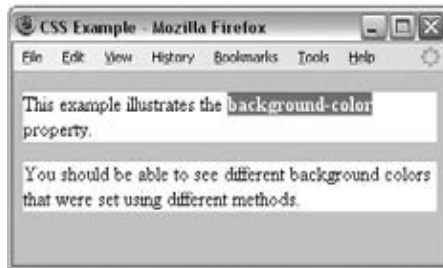 CSS Example - Mozilla Firefox
File Edit View History Bookmarks Tools Help
This example illustrates the background-color
property.
You should be able to see different background colors
that were set using different methods.